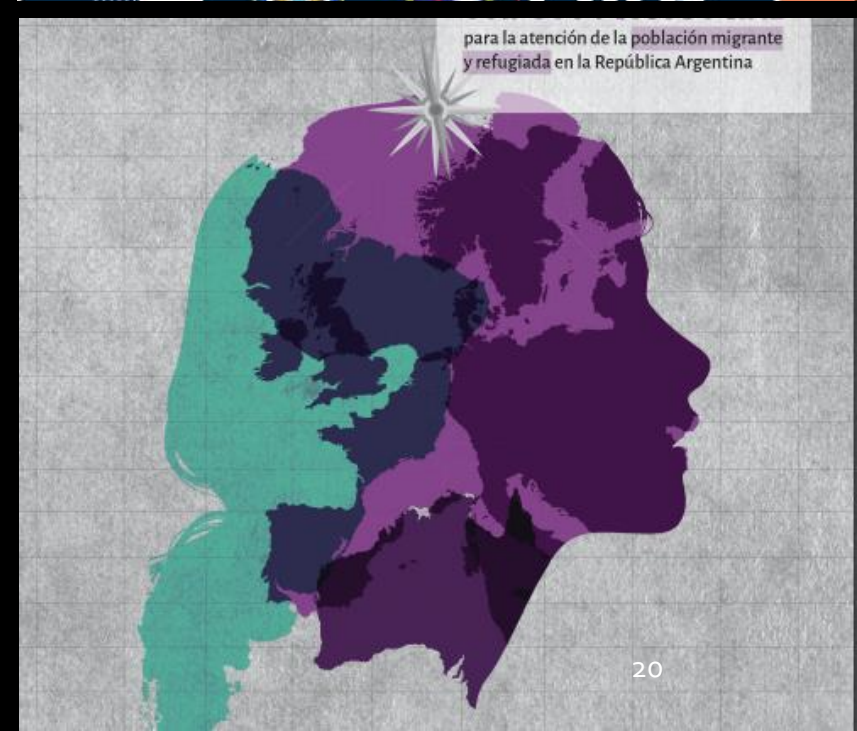 para la atención de la población migrante
y refugiada en la República Argentina
20